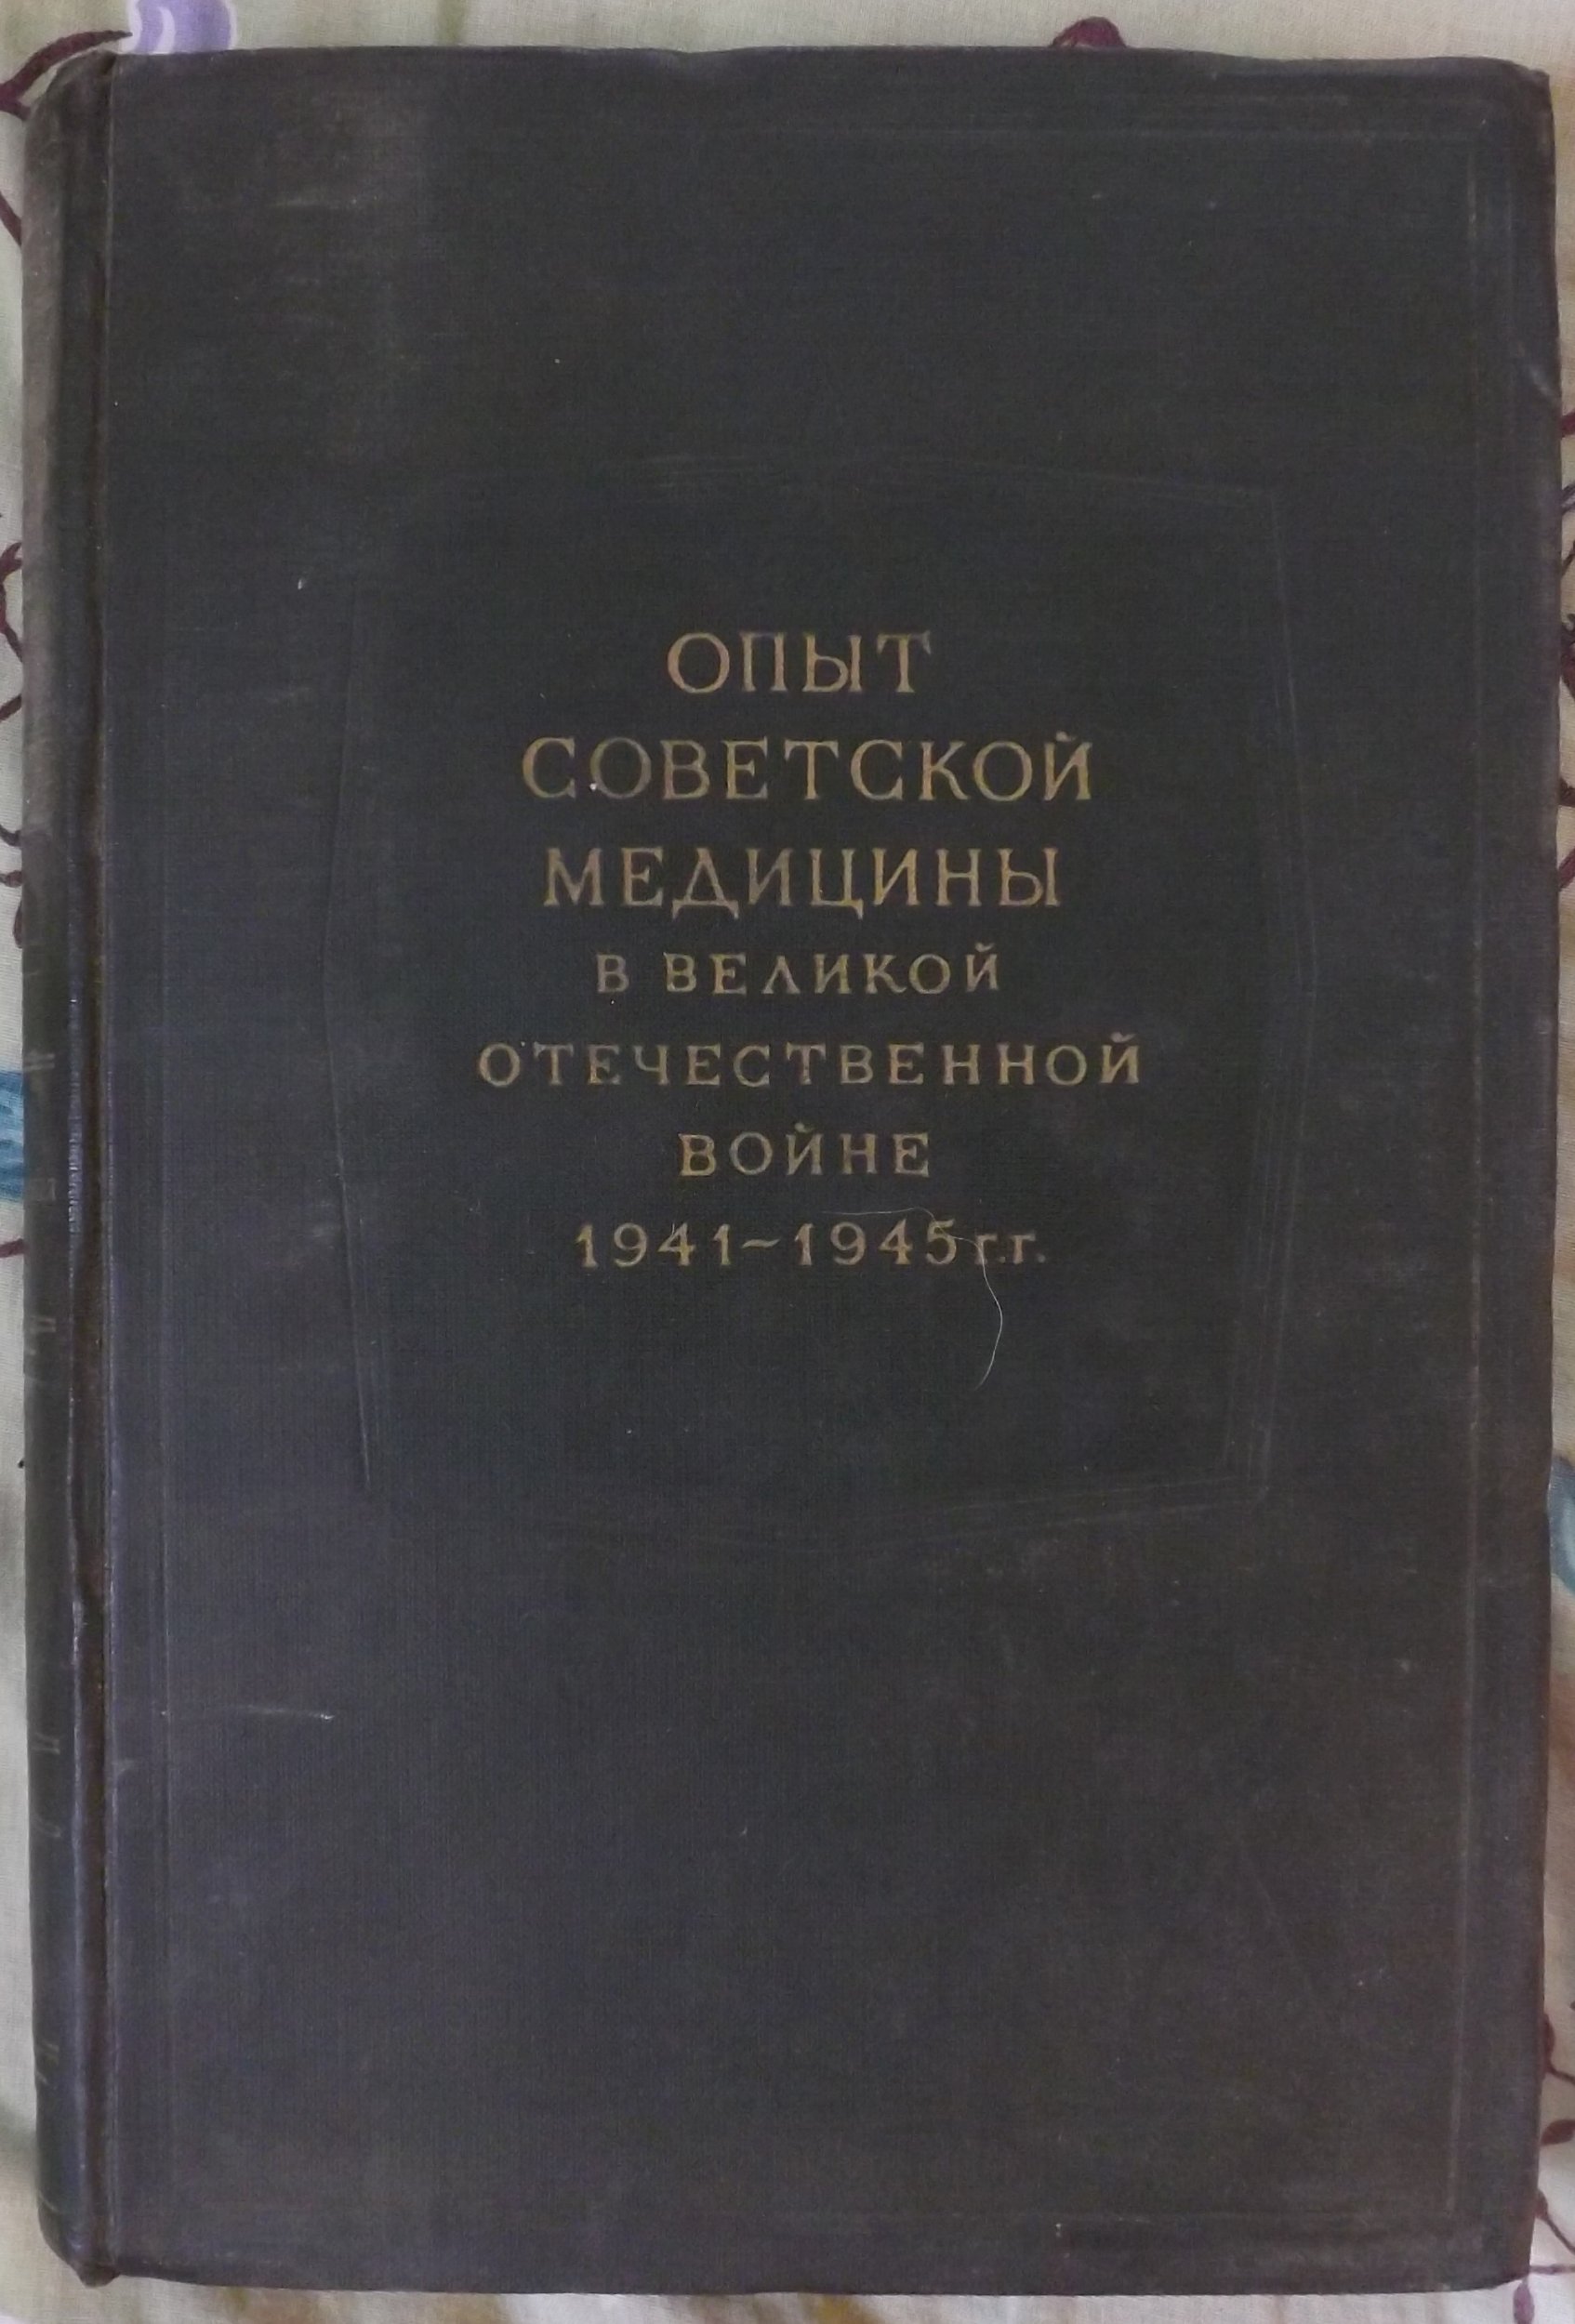 ОПЫТ
СОВЕТСКОЙ
МЕДИЦИНЫ
В ВЕЛИКОЙ
ОТЕЧЕСТВЕННОЙ
ВОЙНЕ
1941–1945 г.г.